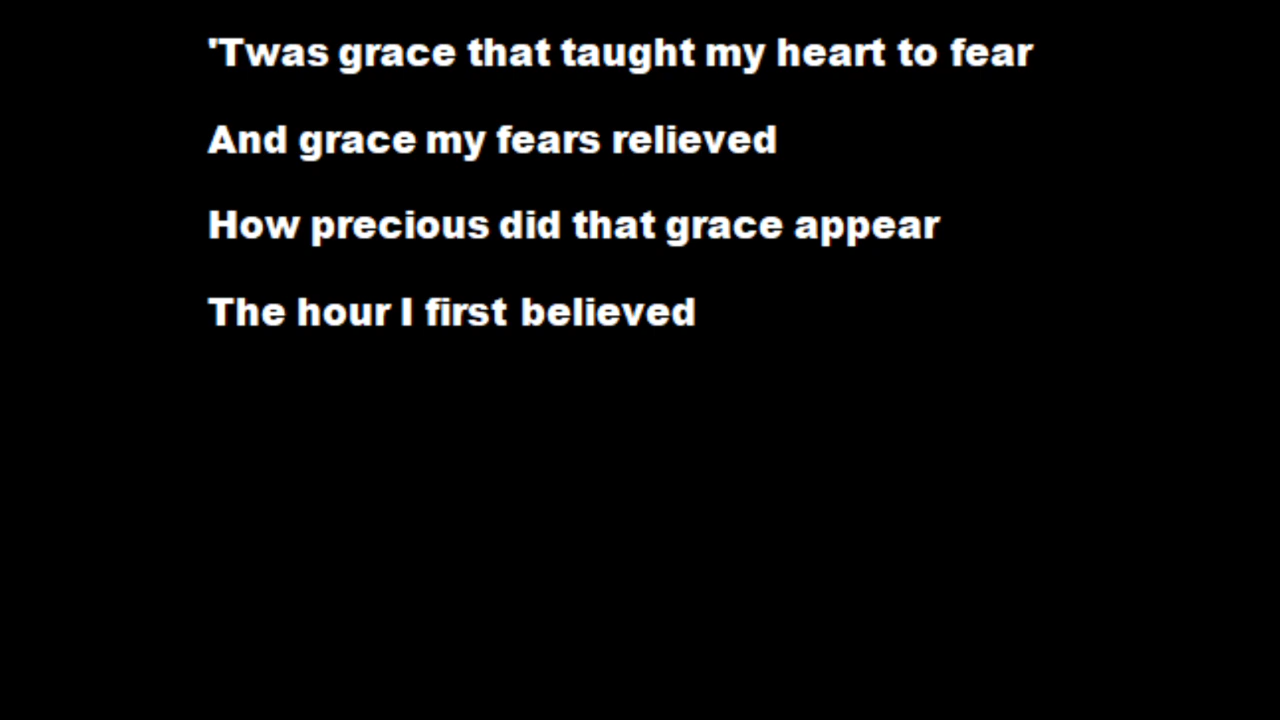 'Twas grace that taught my heart to fear
And grace my fears relieved
How precious did that grace appear
The hour I first believed